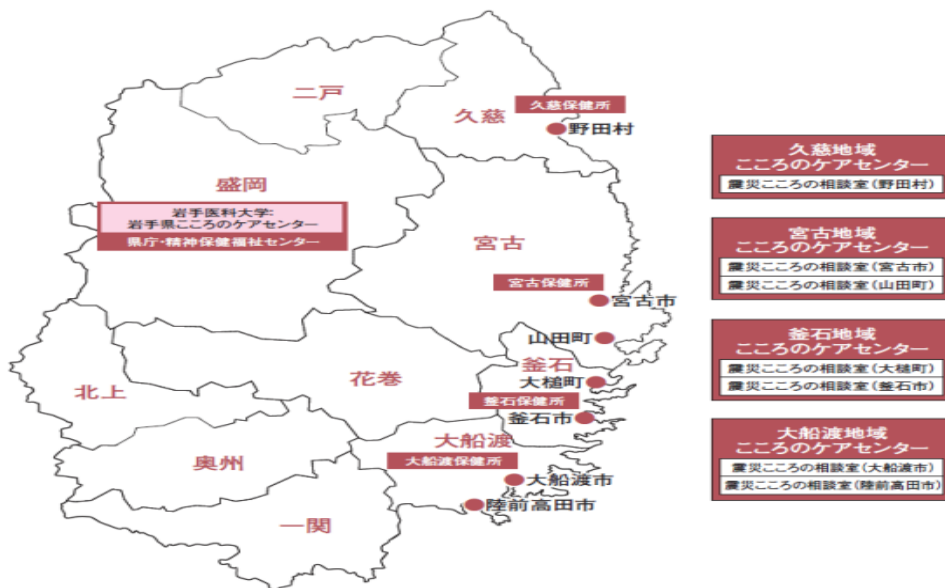 二戸
久慈
久慈保健所
野田村
盛岡
岩手医科大学:
岩手県こころのケアセンター
県庁・精神保健福祉センター
宮古
宮古保健所
宮古市
山田町
釜石
大槌町
釜石保健所
釜石市
北上
花巻
奥州
大船渡
大船渡保健所
大船渡市
陸前高田市
一関
久慈地域
こころのケアセンター
震災こころの相談室(野田村)
宮古地域
こころのケアセンター
震災こころの相談室(宮古市)
震災こころの相談室(山田町)
釜石地域
こころのケアセンター
震災こころの相談室(大槌町)
震災こころの相談室(釜石市)
大船渡地域
こころのケアセンター
震災こころの相談室(大船渡市)
震災こころの相談室(陸前高田市)